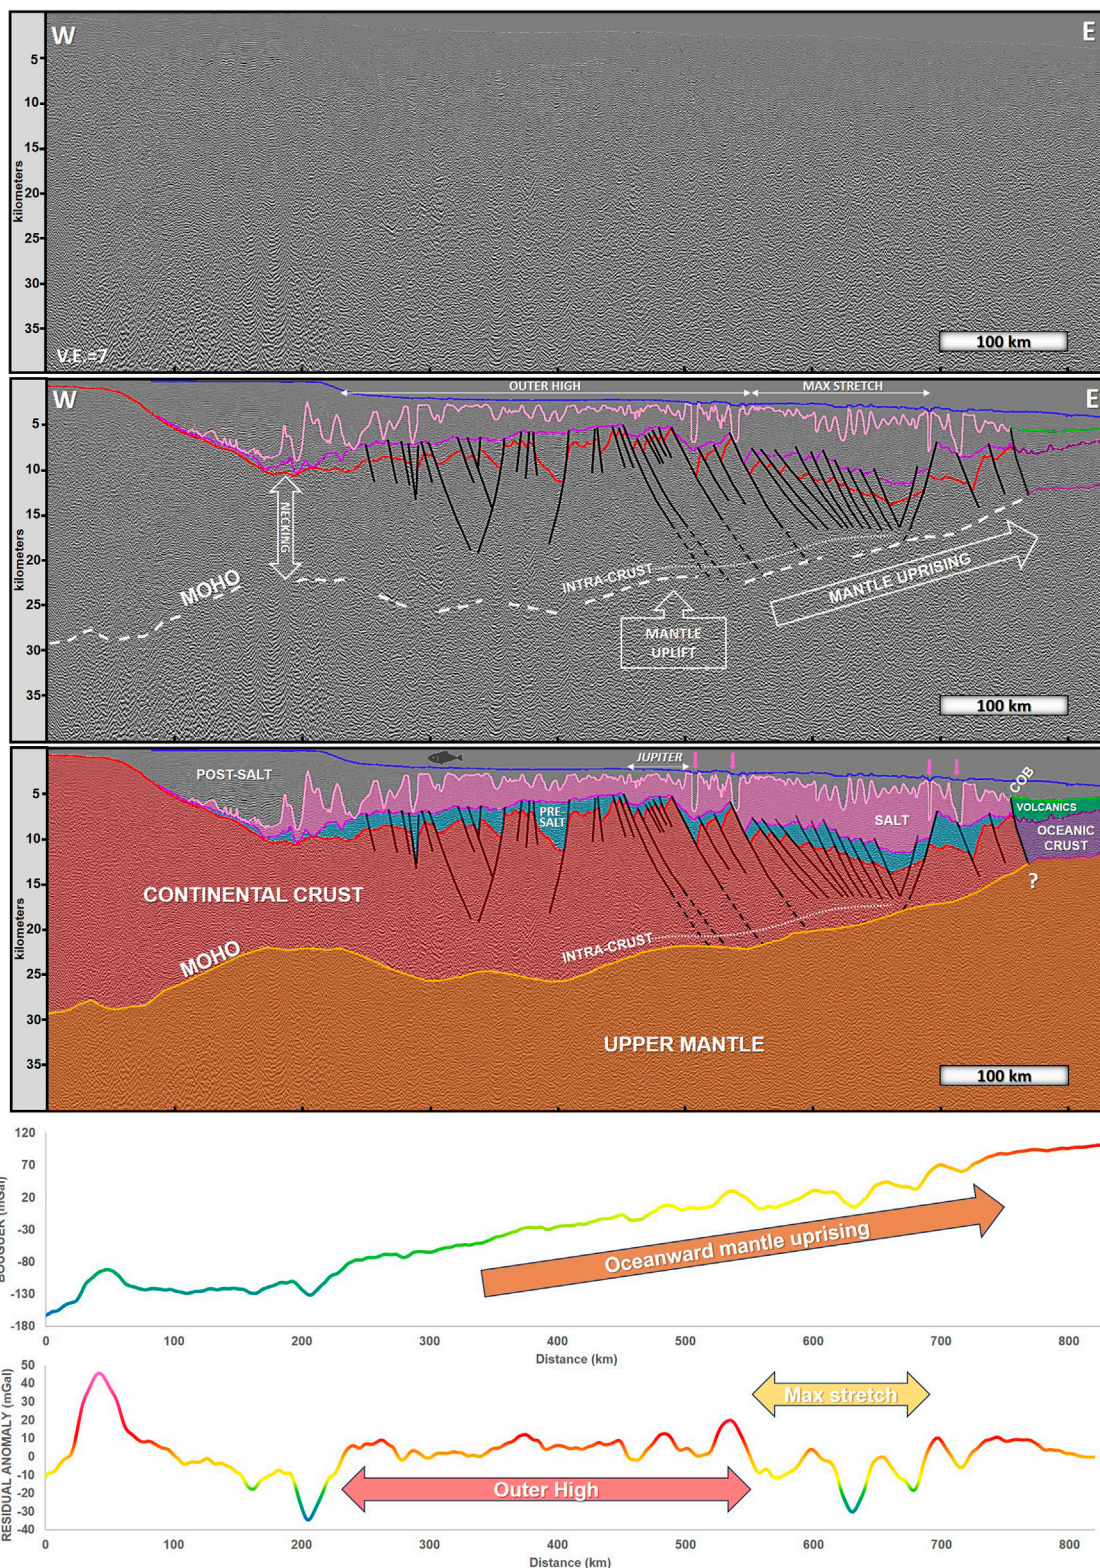 W
E
5
10
15
20
25
30
35
kilometers
V.E.=7
100 km
W
E
OUTER HIGH
MAX STRETCH
5
10
15
20
25
30
35
kilometers
NECKING
MOHO
INTRA-CRUST
MANTLE UPRISING
MANTLE
UPLIFT
100 km
JUPITER
POST-SALT
COB
5
10
15
20
25
30
35
kilometers
PRE-
SALT
SALT
VOLCANICS
OCEANIC
CRUST
CONTINENTAL CRUST
?
INTRA-CRUST
MOHO
UPPER MANTLE
100 km
120
70
20
-30
-80
-130
-180
BOUGUER (mGal)
Oceanward mantle uprising
0 100 200 300 400 500 600 700 800
Distance (km)
50
40
30
20
10
0
-10
-20
-30
-40
RESIDUAL ANOMALY (mGal)
Max stretch
Outer High
0 100 200 300 400 500 600 700 800
Distance (km)